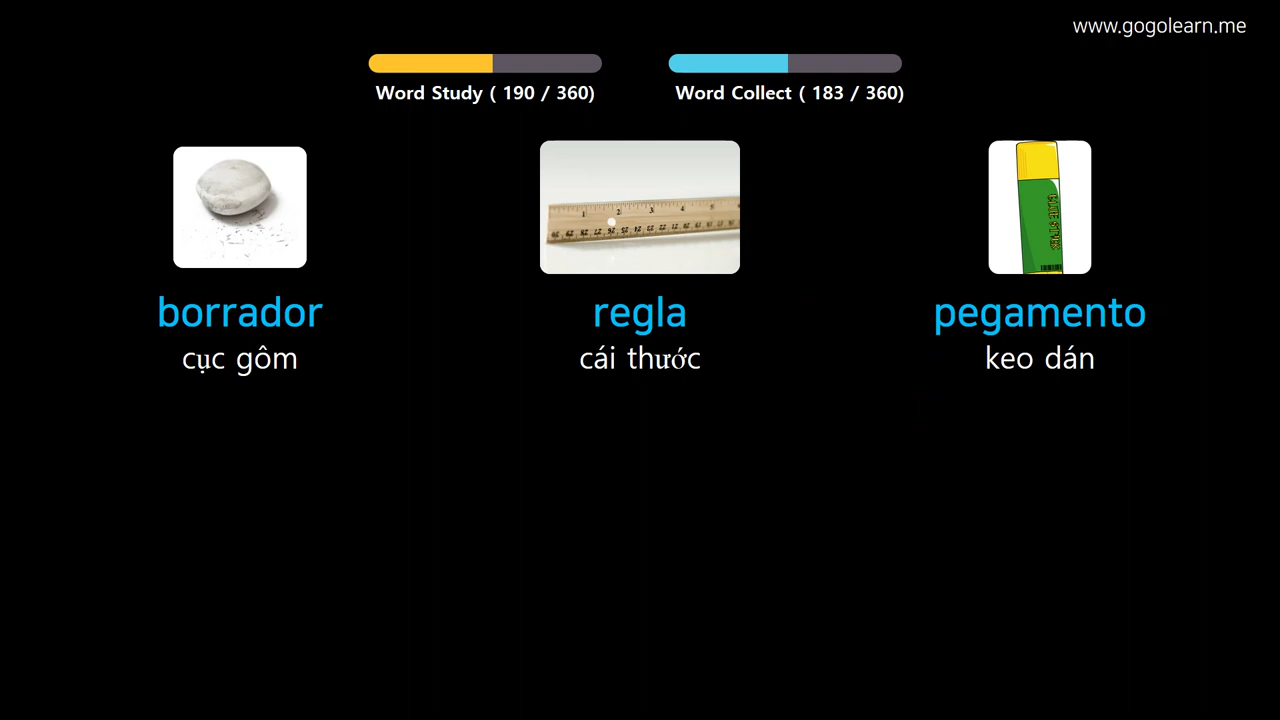 www.gogolearn.me
Word Study ( 190 / 360)
Word Collect ( 183 / 360)
borrador
regla
pegamento
cục gôm
cái thước
keo dán